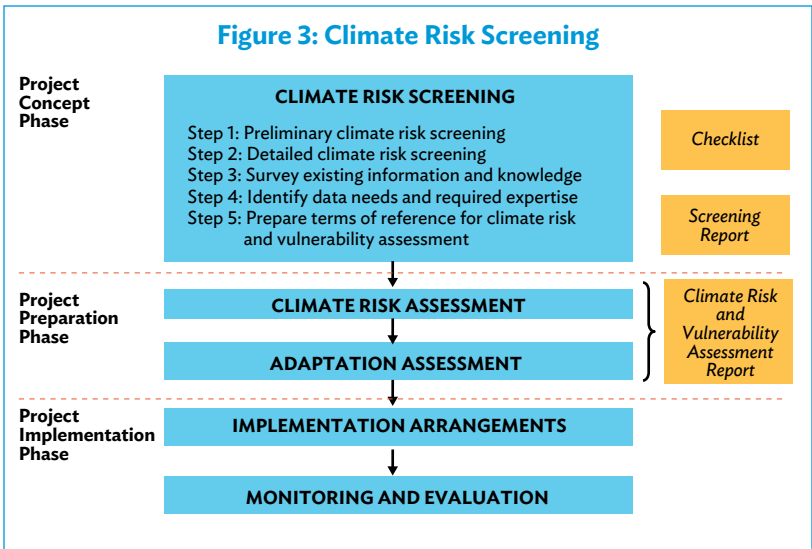 Figure 3: Climate Risk Screening
Project
Concept
Phase
CLIMATE RISK SCREENING
Step 1: Preliminary climate risk screening
Step 2: Detailed climate risk screening
Step 3: Survey existing information and knowledge
Step 4: Identify data needs and required expertise
Step 5: Prepare terms of reference for climate risk
and vulnerability assessment
Checklist
Screening
Report
Project
Preparation
Phase
CLIMATE RISK ASSESSMENT
ADAPTATION ASSESSMENT
Climate Risk
and
Vulnerability
Assessment
Report
Project
Implementation
Phase
IMPLEMENTATION ARRANGEMENTS
MONITORING AND EVALUATION